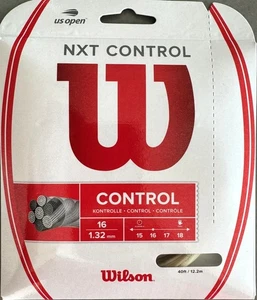 us open
NXT CONTROL
W
CONTROL
KONTROLLE • CONTROL • CONTRÔLE
16
1.32 mm
15 16 17 18
40ft / 12.2m
Wilson